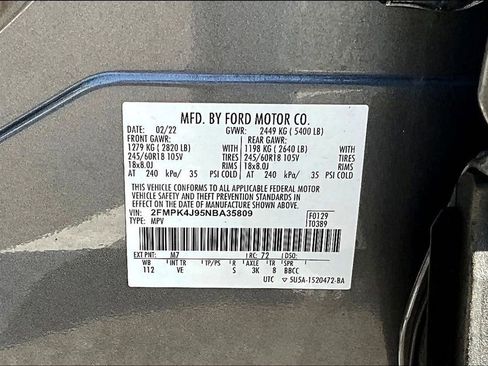 MFD. BY FORD MOTOR CO.
DATE: 02/22 GVWR: 2449 KG ( 5400 LB)
FRONT GAWR: REAR GAWR:
1279 KG ( 2820 LB) WITH 1198 KG ( 2640 LB) WITH
245/60R18 105V TIRES 245/60R18 105V TIRES
18x8.0J RIMS 18x8.0J RIMS
AT 240 kPa/ 35 PSI COLD AT 240 kPa/ 35 PSI COLD
THIS VEHICLE CONFORMS TO ALL APPLICABLE FEDERAL MOTOR
VEHICLE SAFETY AND THEFT PREVENTION STANDARDS IN
EFFECT ON THE DATE OF MANUFACTURE SHOWN ABOVE.
VIN: 2FMPK4J95NBA35809 F0129
TYPE: MPV T0389
EXT PNT: M7 RC: 72 DSO:
WB INT TR TP/PS R AX TR SPR
112 VE S 3K 8 BBCC
UTC ▽ 5U5A-1520472-BA